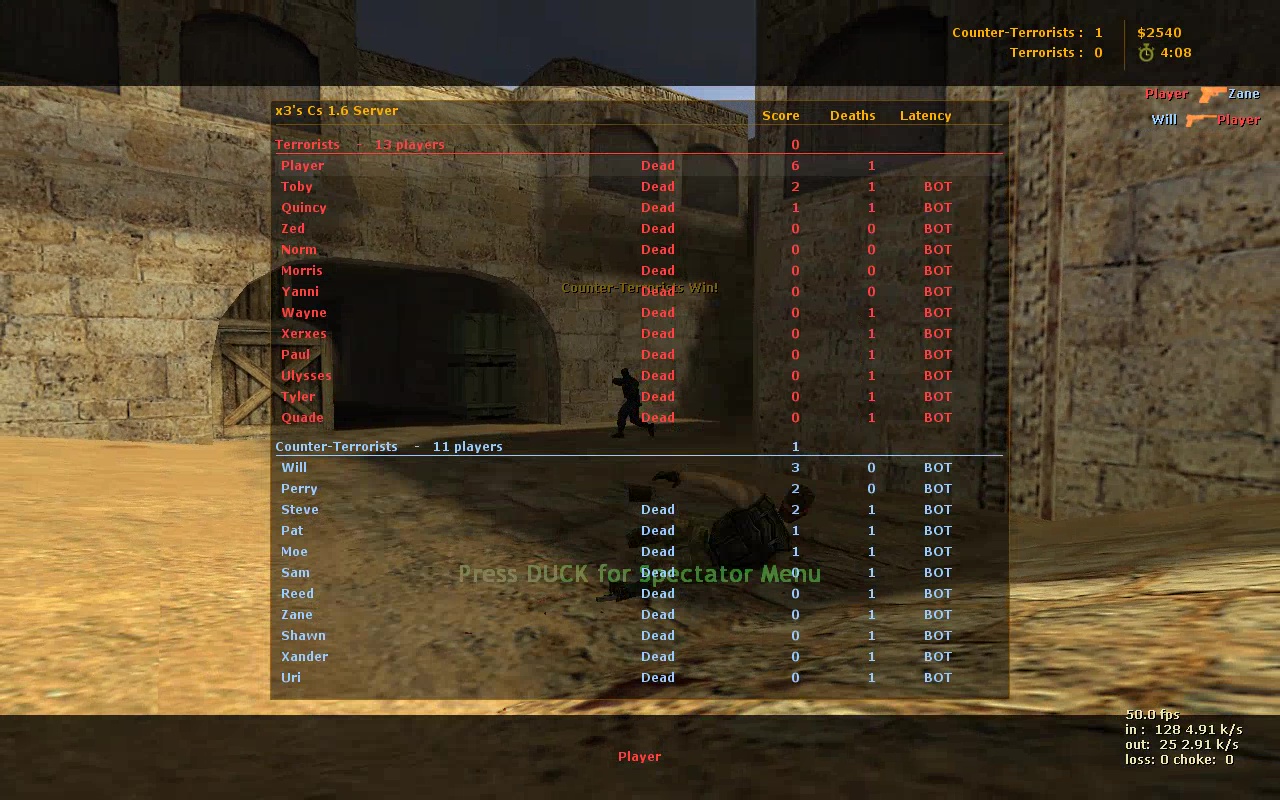 Counter-Terrorists : 1 $2540
Terrorists : 0 4:08
Player Zane
Will Player
x3's Cs 1.6 Server Score Deaths Latency
Terrorists - 13 players 0
Player Dead 6 1
Toby Dead 2 1 BOT
Quincy Dead 1 1 BOT
Zed Dead 0 0 BOT
Norm Dead 0 0 BOT
Morris Dead 0 0 BOT
Yanni Dead 0 0 BOT
Counter-Terrorists Win!
Wayne Dead 0 1 BOT
Xerxes Dead 0 1 BOT
Paul Dead 0 1 BOT
Ulysses Dead 0 1 BOT
Tyler Dead 0 1 BOT
Quade Dead 0 1 BOT
Counter-Terrorists - 11 players 1
Will 3 0 BOT
Perry 2 0 BOT
Steve Dead 2 1 BOT
Pat Dead 1 1 BOT
Moe Dead 1 1 BOT
Sam Dead 0 1 BOT
Press DUCK for Spectator Menu
Reed Dead 0 1 BOT
Zane Dead 0 1 BOT
Shawn Dead 0 1 BOT
Xander Dead 0 1 BOT
Uri Dead 0 1 BOT
50.0 fps
in : 128 4.91 k/s
out: 25 2.91 k/s
loss: 0 choke: 0
Player